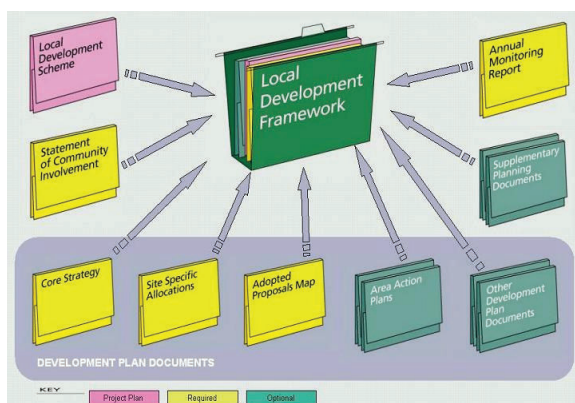 Local
Development
Scheme
Local
Development
Framework
Annual
Monitoring
Report
Statement
of Community
Involvement
Supplementary
Planning
Documents
Core Strategy
Site Specific
Allocations
Adopted
Proposals Map
Area Action
Plans
Other
Development
Plan
Documents
DEVELOPMENT PLAN DOCUMENTS
KEY
Project Plan
Required
Optional